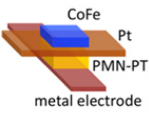 CoFe
Pt
PMN-PT
metal electrode